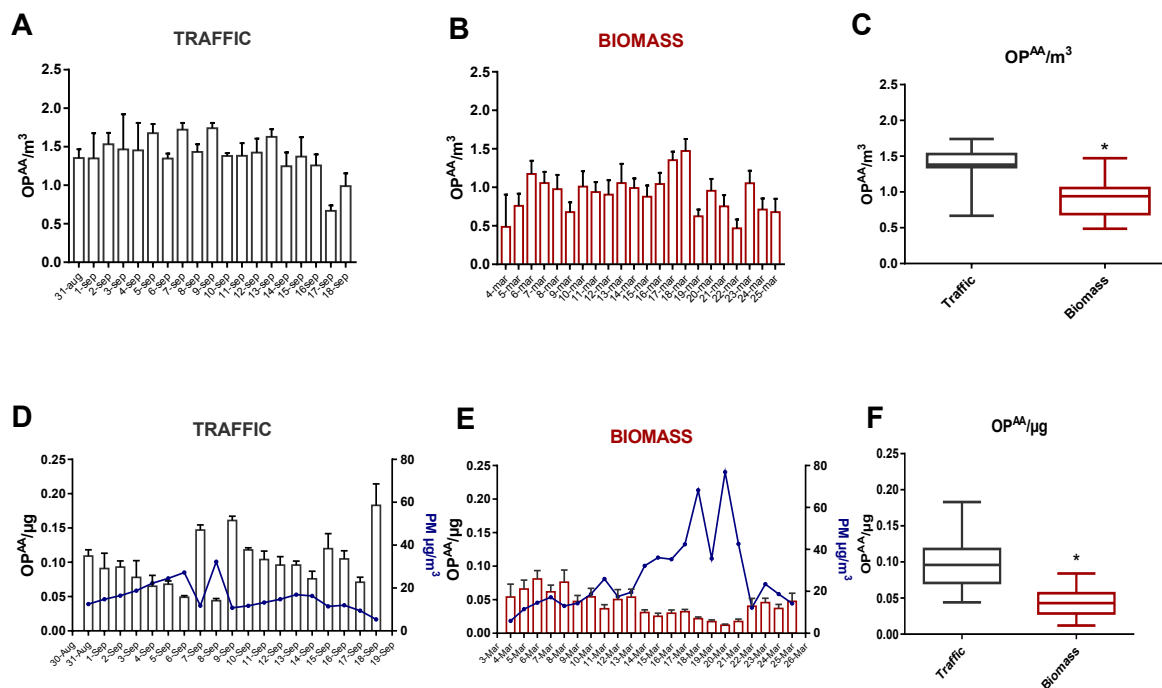 A
TRAFFIC
OP^AA/m³
2.5
2.0
1.5
1.0
0.5
0.0
31-aug
1-sep
2-sep
3-sep
4-sep
5-sep
6-sep
7-sep
8-sep
9-sep
10-sep
11-sep
12-sep
13-sep
14-sep
15-sep
16-sep
17-sep
18-sep
B
BIOMASS
OP^AA/m³
2.5
2.0
1.5
1.0
0.5
0.0
4-mar
5-mar
6-mar
7-mar
8-mar
9-mar
10-mar
11-mar
12-mar
13-mar
14-mar
15-mar
16-mar
17-mar
18-mar
19-mar
20-mar
21-mar
22-mar
23-mar
24-mar
25-mar
C
OP^AA/m³
OP^AA/m³
2.5
2.0
1.5
1.0
0.5
0.0
*
Traffic
Biomass
D
TRAFFIC
OP^AA/µg
0.25
0.20
0.15
0.10
0.05
0.00
80
60
40
20
0
PM µg/m³
30-Aug
31-Aug
1-Sep
2-Sep
3-Sep
4-Sep
5-Sep
6-Sep
7-Sep
8-Sep
9-Sep
10-Sep
11-Sep
12-Sep
13-Sep
14-Sep
15-Sep
16-Sep
17-Sep
18-Sep
19-Sep
E
BIOMASS
OP^AA/µg
0.25
0.20
0.15
0.10
0.05
0.00
80
60
40
20
0
PM µg/m³
3-Mar
4-Mar
5-Mar
6-Mar
7-Mar
8-Mar
9-Mar
10-Mar
11-Mar
12-Mar
13-Mar
14-Mar
15-Mar
16-Mar
17-Mar
18-Mar
19-Mar
20-Mar
21-Mar
22-Mar
23-Mar
24-Mar
25-Mar
26-Mar
F
OP^AA/µg
OP^AA/µg
0.25
0.20
0.15
0.10
0.05
0.00
*
Traffic
Biomass